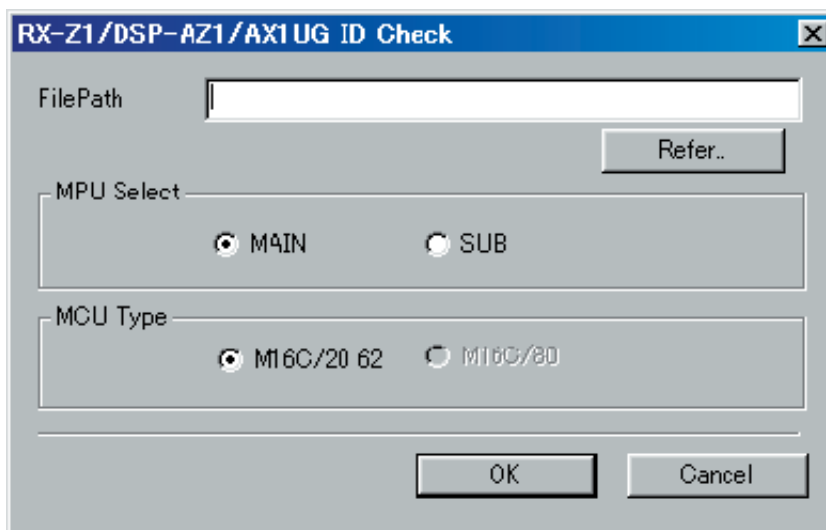 RX-Z1/DSP-AZ1/AX1UG ID Check
FilePath
Refer..
MPU Select
MAIN SUB
MCU Type
M16C/20 62 M16C/80
OK Cancel